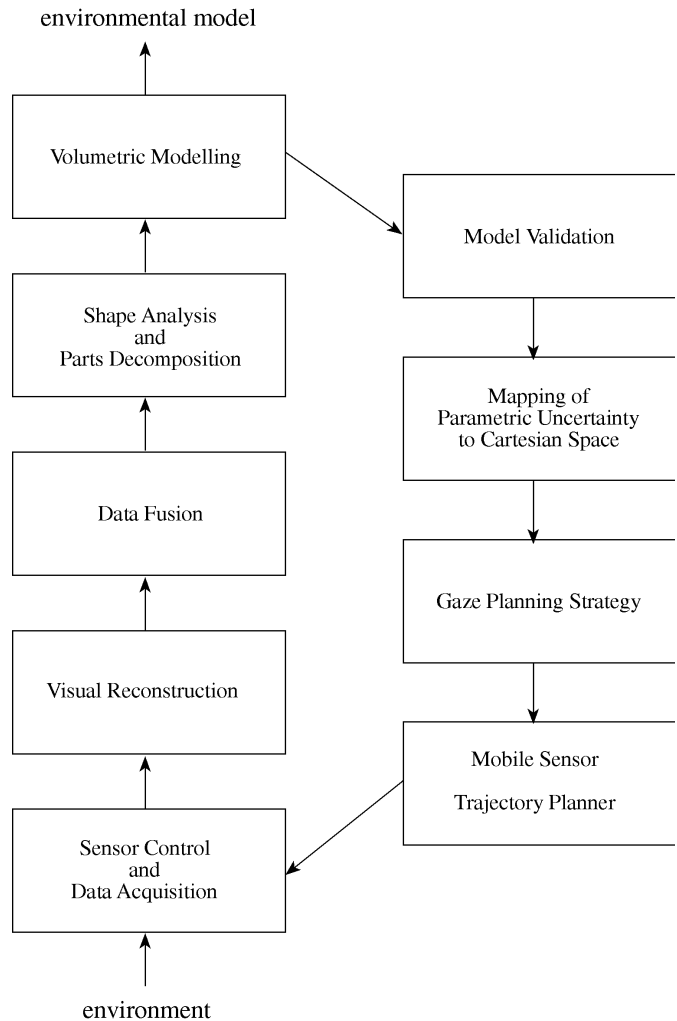 environmental model
Volumetric Modelling
Model Validation
Shape Analysis
and
Parts Decomposition
Mapping of
Parametric Uncertainty
to Cartesian Space
Data Fusion
Gaze Planning Strategy
Visual Reconstruction
Mobile Sensor
Trajectory Planner
Sensor Control
and
Data Acquisition
environment